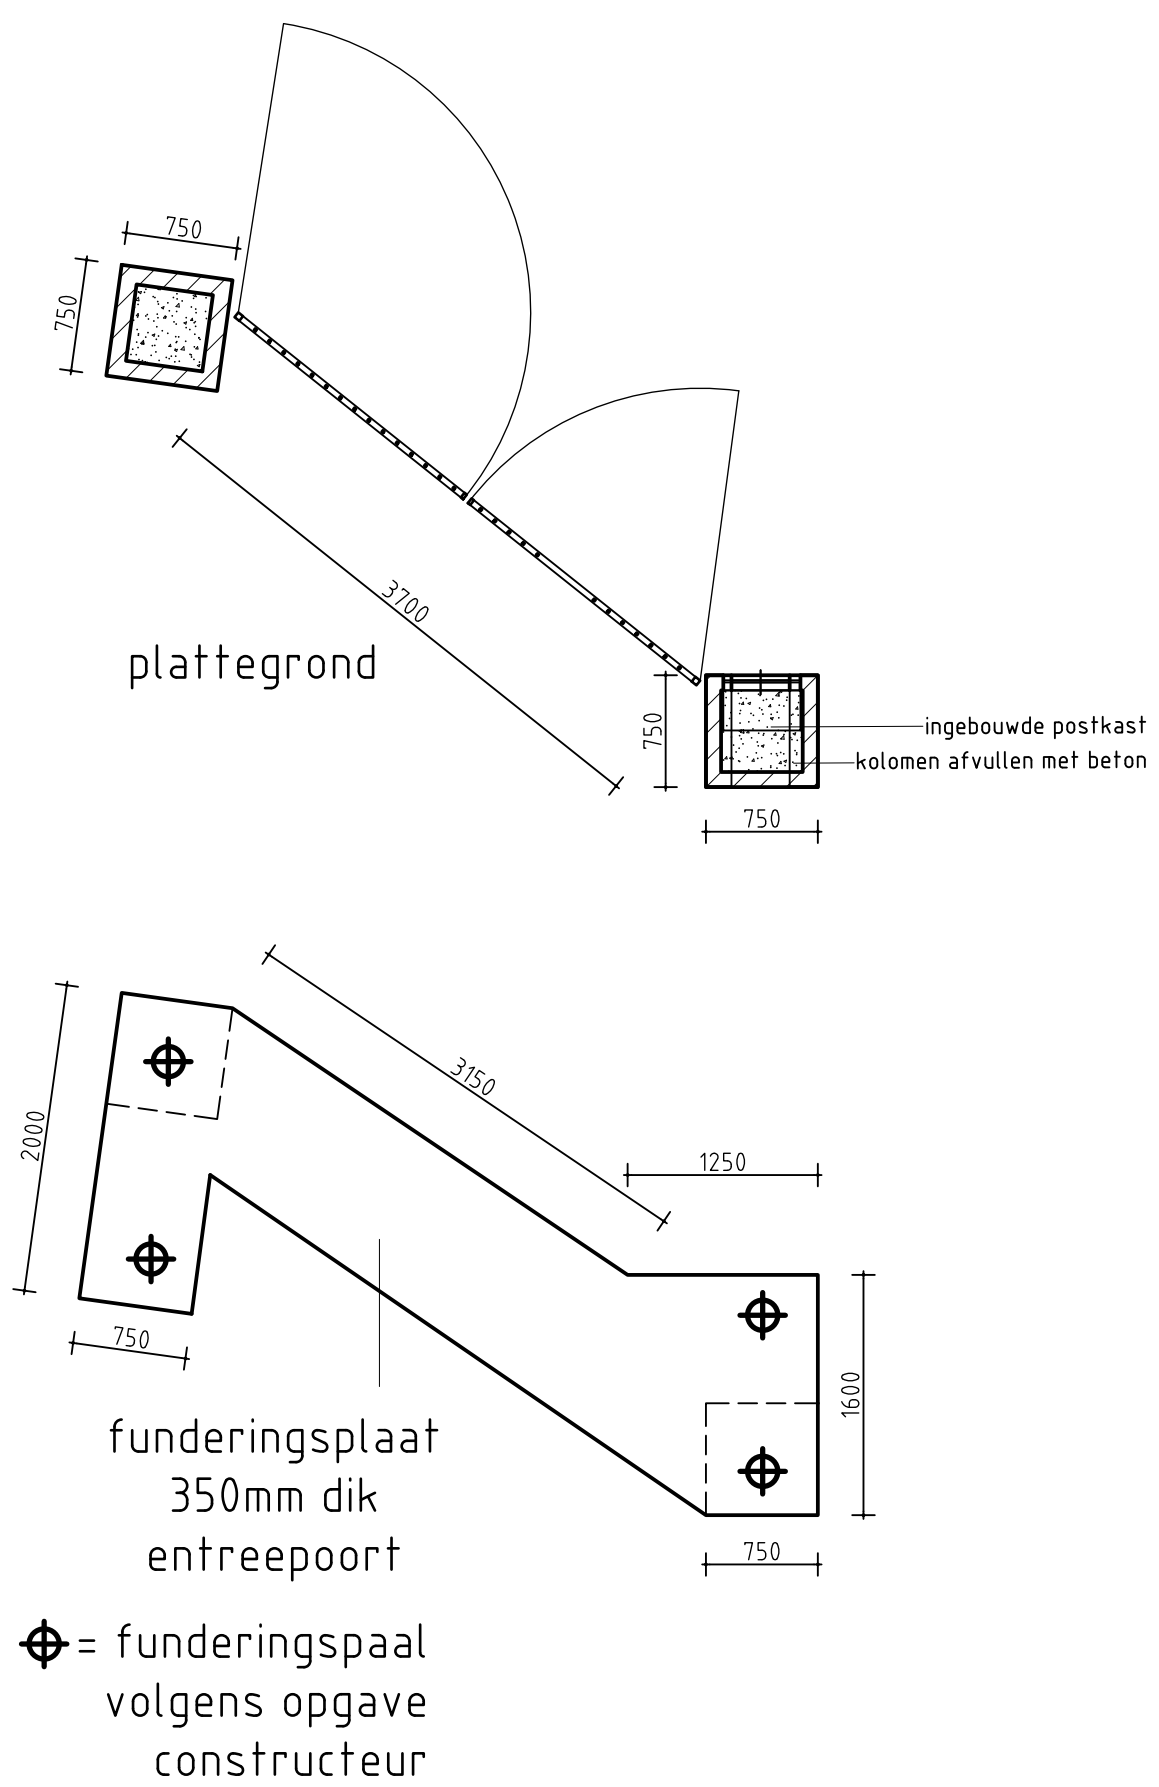 750
750
3700
plattegrond
750
ingebouwde postkast
kolomen afvullen met beton
750
3150
2000
1250
750
1600
funderingsplaat
350mm dik
entreepoort
750
= funderingspaal
volgens opgave
constructeur